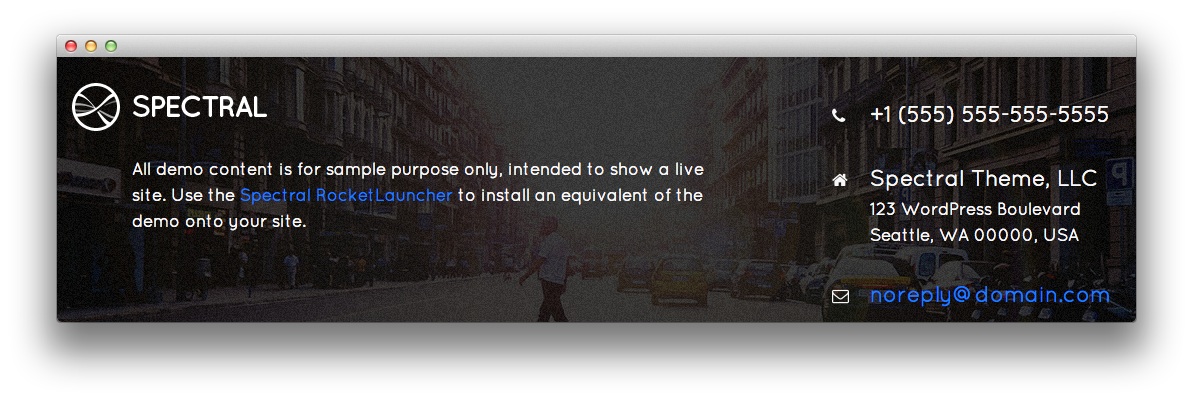 SPECTRAL
All demo content is for sample purpose only, intended to show a live
site. Use the Spectral RocketLauncher to install an equivalent of the
demo onto your site.
+1 (555) 555-555-5555
Spectral Theme, LLC
123 WordPress Boulevard
Seattle, WA 00000, USA
noreply@domain.com